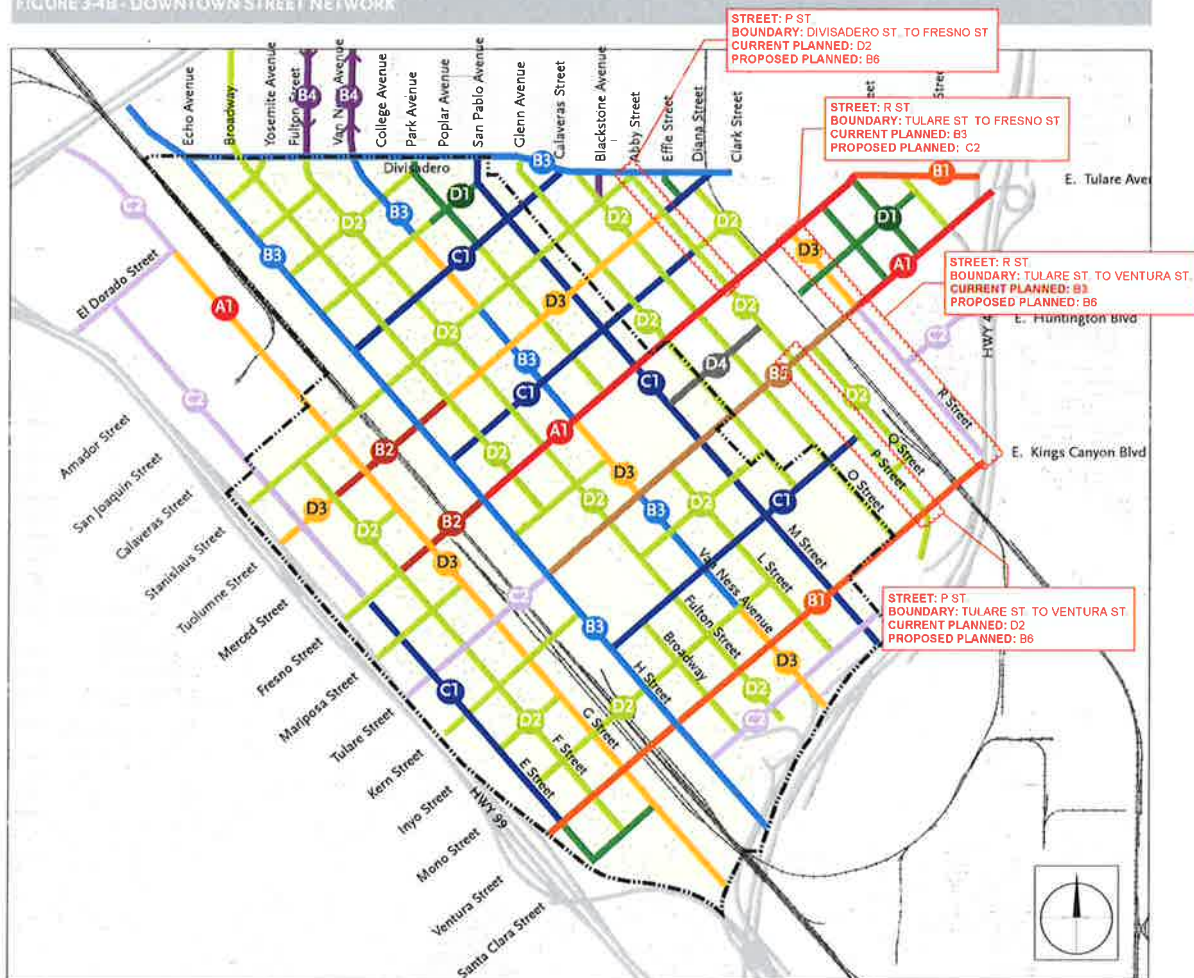 FIGURE 3-4B - DOWNTOWN STREET NETWORK
STREET: P ST.
BOUNDARY: DIVISADERO ST. TO FRESNO ST
CURRENT PLANNED: D2
PROPOSED PLANNED: B6
Echo Avenue
Broadway
Yosemite Avenue
Fulton Street
Van Ness Avenue
College Avenue
Park Avenue
Poplar Avenue
San Pablo Avenue
Glenn Avenue
Calaveras Street
Blackstone Avenue
Abby Street
Effie Street
Diana Street
Clark Street
B4
B4
STREET: R ST.
BOUNDARY: TULARE ST TO FRESNO ST
CURRENT PLANNED: B3
PROPOSED PLANNED: C2
Divisadero
B3
B1
E. Tulare Aven
C2
D1
D2
B3
D2
D2
D1
C1
B3
D3
A1
STREET: R ST.
BOUNDARY: TULARE ST. TO VENTURA ST.
CURRENT PLANNED: B3
PROPOSED PLANNED: B6
El Dorado Street
A1
D3
D2
D2
D2
E. Huntington Blvd
C2
HWY 4
B3
D4
C1
C1
C2
D2
R Street
Amador Street
A1
B2
D2
E. Kings Canyon Blvd
Q Street
P Street
O Street
San Joaquin Street
D3
D2
D2
C1
B3
Calaveras Street
D3
D2
B2
M Street
Stanislaus Street
D3
Van Ness Avenue
L Street
Tuolumne Street
C2
B1
STREET: P ST.
BOUNDARY: TULARE ST TO VENTURA ST.
CURRENT PLANNED: D2
PROPOSED PLANNED: B6
Merced Street
B3
Fulton Street
Broadway
Fresno Street
H Street
D3
C1
D2
Mariposa Street
D2
C2
D2
G Street
Tulare Street
F Street
Kern Street
E Street
HWY 99
Inyo Street
Mono Street
Ventura Street
Santa Clara Street